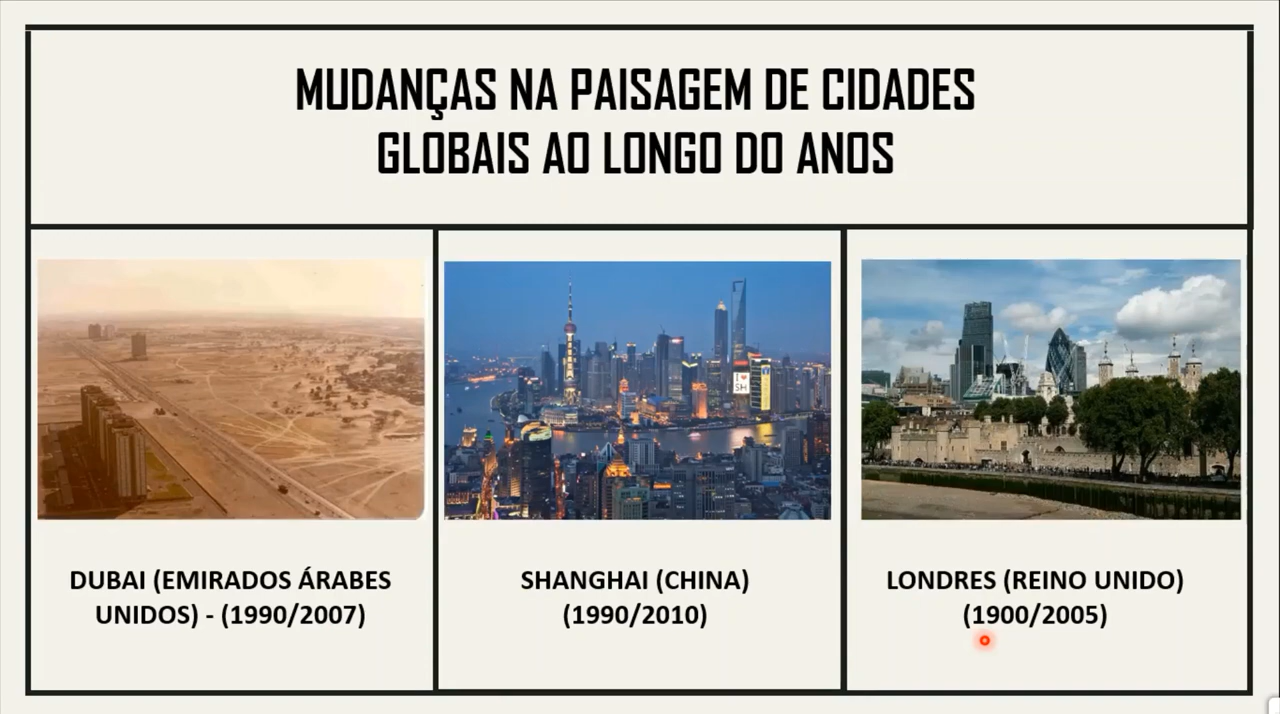 MUDANÇAS NA PAISAGEM DE CIDADES
GLOBAIS AO LONGO DO ANOS
I ♥
SH
DUBAI (EMIRADOS ÁRABES
UNIDOS) - (1990/2007)
SHANGHAI (CHINA)
(1990/2010)
LONDRES (REINO UNIDO)
(1900/2005)